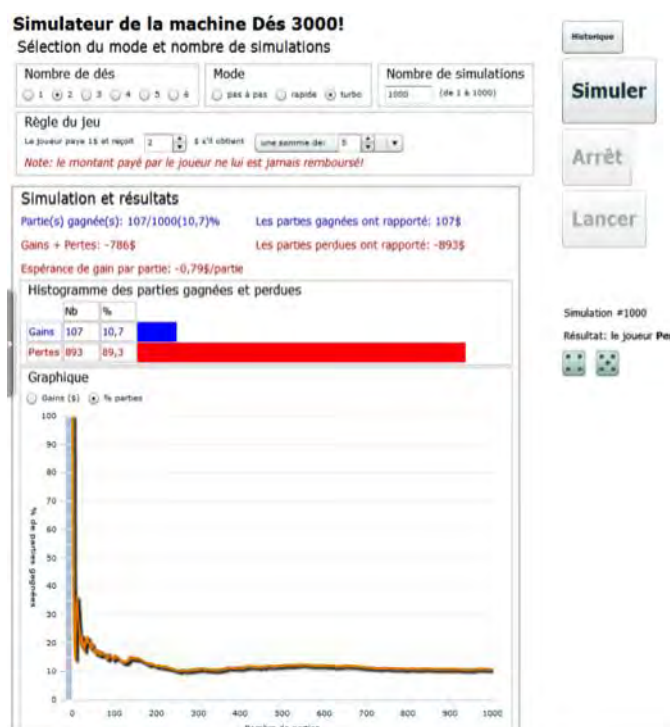 Simulateur de la machine Dés 3000!
Sélection du mode et nombre de simulations
Historique
Nombre de dés
1 2 3 4 5 6
Mode
pas à pas rapide turbo
Nombre de simulations
1000 (de 1 à 1000)
Simuler
Règle du jeu
Le joueur paye 1$ et reçoit 2 $ s'il obtient une somme de: 5
Note: le montant payé par le joueur ne lui est jamais remboursé!
Arrêt
Lancer
Simulation et résultats
Partie(s) gagnée(s): 107/1000(10,7)% Les parties gagnées ont rapporté: 107$
Gains + Pertes: -786$ Les parties perdues ont rapporté: -893$
Espérance de gain par partie: -0,79$/partie
Histogramme des parties gagnées et perdues
Nb %
Gains 107 10,7
Pertes 893 89,3
Simulation #1000
Résultat: le joueur Pe
Graphique
Gains ($) % parties
% de parties gagnées
100
90
80
70
60
50
40
30
20
10
0
0 100 200 300 400 500 600 700 800 900 1000
Nombre de parties